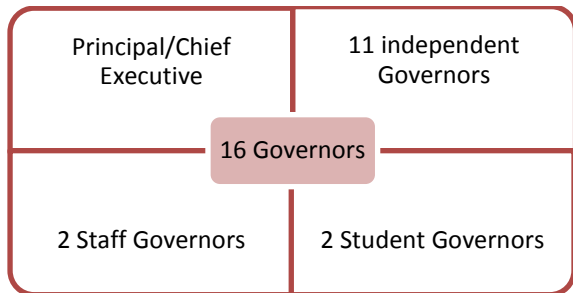 Principal/Chief
Executive
11 independent
Governors
16 Governors
2 Staff Governors
2 Student Governors